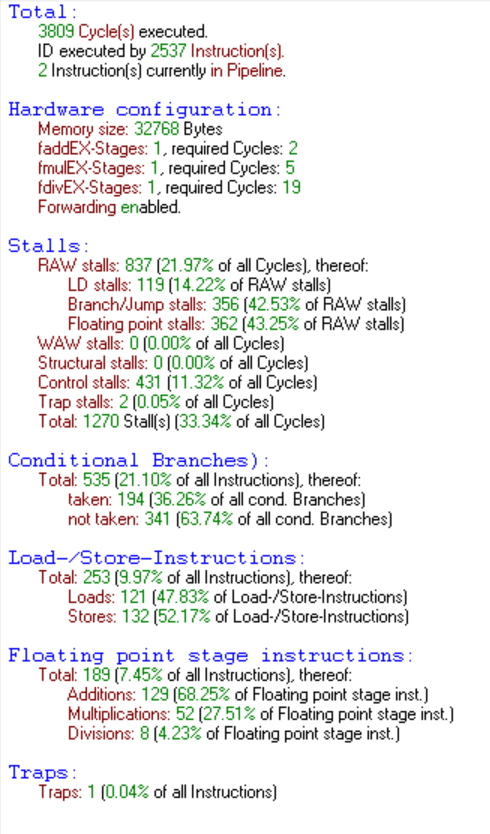 Total:
3809 Cycle(s) executed.
ID executed by 2537 Instruction(s).
2 Instruction(s) currently in Pipeline.
Hardware configuration:
Memory size: 32768 Bytes
faddEX-Stages: 1, required Cycles: 2
fmulEX-Stages: 1, required Cycles: 5
fdivEX-Stages: 1, required Cycles: 19
Forwarding enabled.
Stalls:
RAW stalls: 837 (21.97% of all Cycles), thereof:
LD stalls: 119 (14.22% of RAW stalls)
Branch/Jump stalls: 356 (42.53% of RAW stalls)
Floating point stalls: 362 (43.25% of RAW stalls)
WAW stalls: 0 (0.00% of all Cycles)
Structural stalls: 0 (0.00% of all Cycles)
Control stalls: 431 (11.32% of all Cycles)
Trap stalls: 2 (0.05% of all Cycles)
Total: 1270 Stall(s) (33.34% of all Cycles)
Conditional Branches):
Total: 535 (21.10% of all Instructions), thereof:
taken: 194 (36.26% of all cond. Branches)
not taken: 341 (63.74% of all cond. Branches)
Load-/Store-Instructions:
Total: 253 (9.97% of all Instructions), thereof:
Loads: 121 (47.83% of Load-/Store-Instructions)
Stores: 132 (52.17% of Load-/Store-Instructions)
Floating point stage instructions:
Total: 189 (7.45% of all Instructions), thereof:
Additions: 129 (68.25% of Floating point stage inst.)
Multiplications: 52 (27.51% of Floating point stage inst.)
Divisions: 8 (4.23% of Floating point stage inst.)
Traps:
Traps: 1 (0.04% of all Instructions)